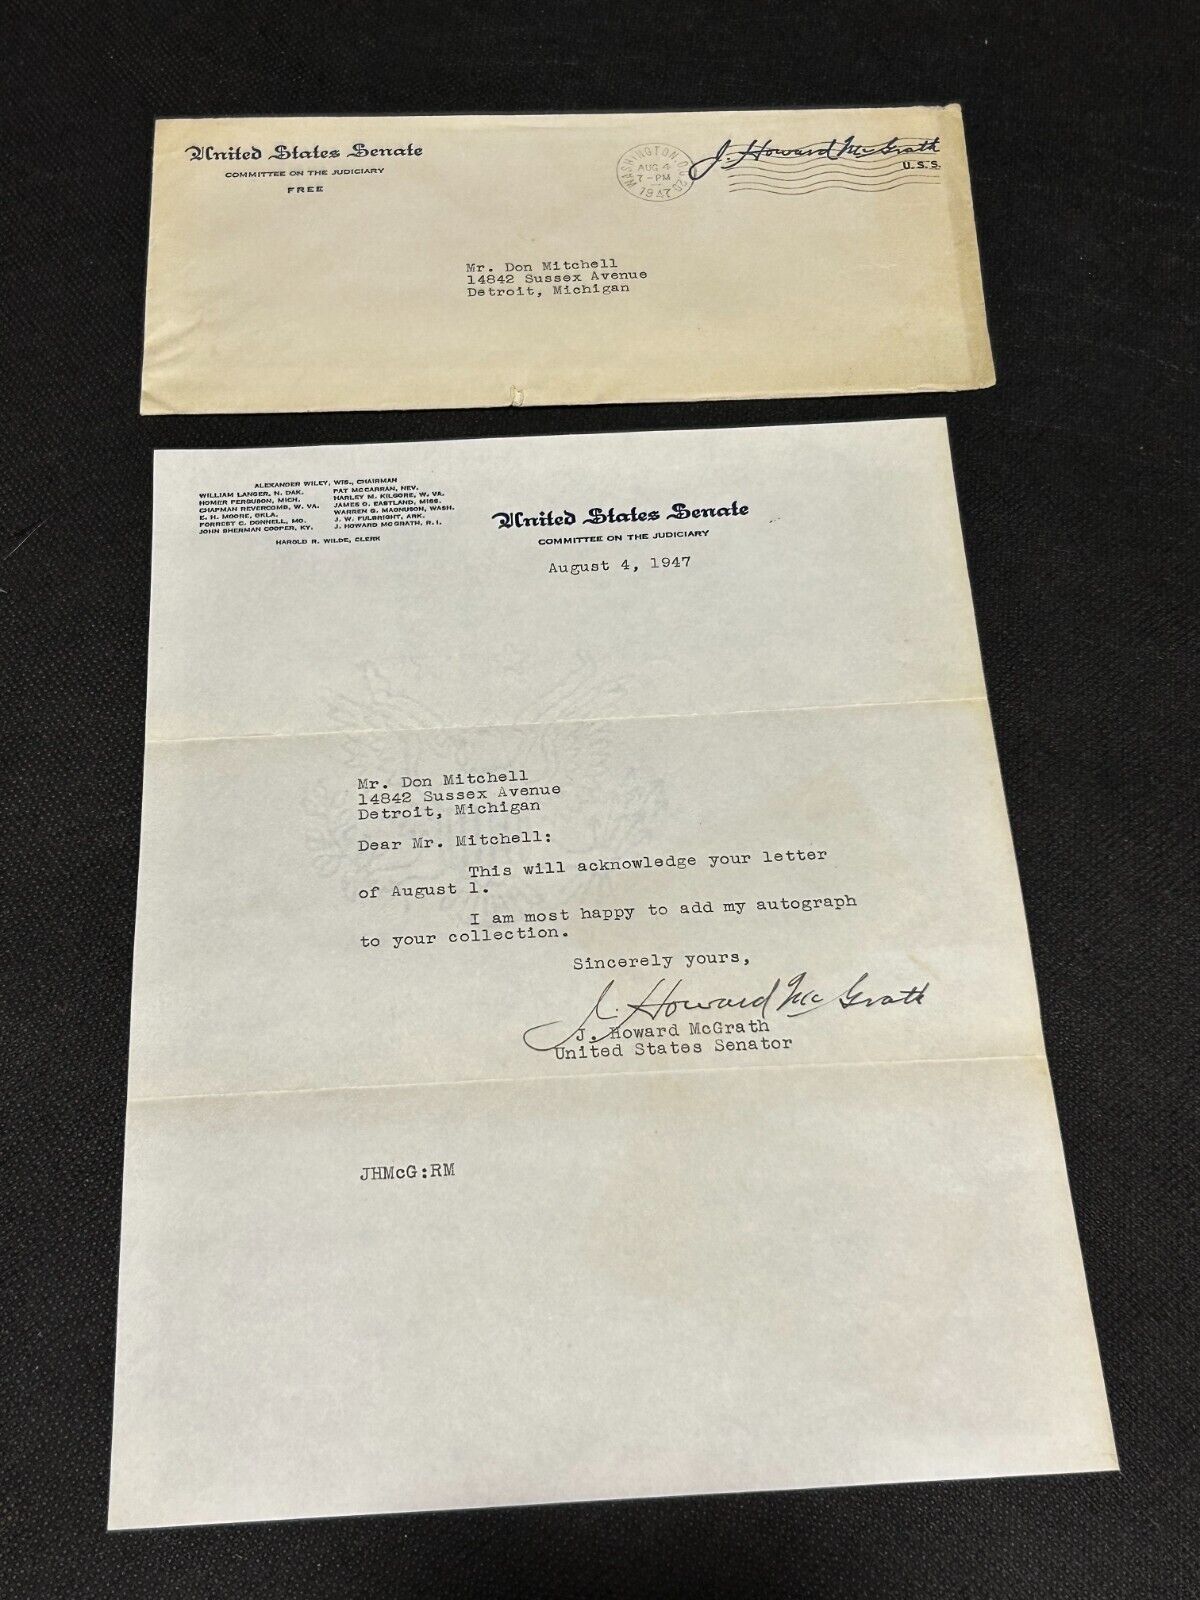 United States Senate
COMMITTEE ON THE JUDICIARY
FREE
WASHINGTON, D.C. 20
AUG 4
7-PM
1947
J. Howard McGrath
U.S.S.
Mr. Don Mitchell
14842 Sussex Avenue
Detroit, Michigan
ALEXANDER WILEY, WIS., CHAIRMAN
WILLIAM LANGER, N. DAK. PAT MCCARRAN, NEV.
HOMER FERGUSON, MICH. HARLEY M. KILGORE, W. VA.
CHAPMAN REVERCOMB, W. VA. JAMES O. EASTLAND, MISS.
E. H. MOORE, OKLA. WARREN G. MAGNUSON, WASH.
FORREST C. DONNELL, MO. J. W. FULBRIGHT, ARK.
JOHN SHERMAN COOPER, KY. J. HOWARD MCGRATH, R. I.
HAROLD R. WILDE, CLERK
United States Senate
COMMITTEE ON THE JUDICIARY
August 4, 1947
Mr. Don Mitchell
14842 Sussex Avenue
Detroit, Michigan
Dear Mr. Mitchell:
This will acknowledge your letter
of August 1.
I am most happy to add my autograph
to your collection.
Sincerely yours,
J. Howard McGrath
J. Howard McGrath
United States Senator
JHMcG:RM